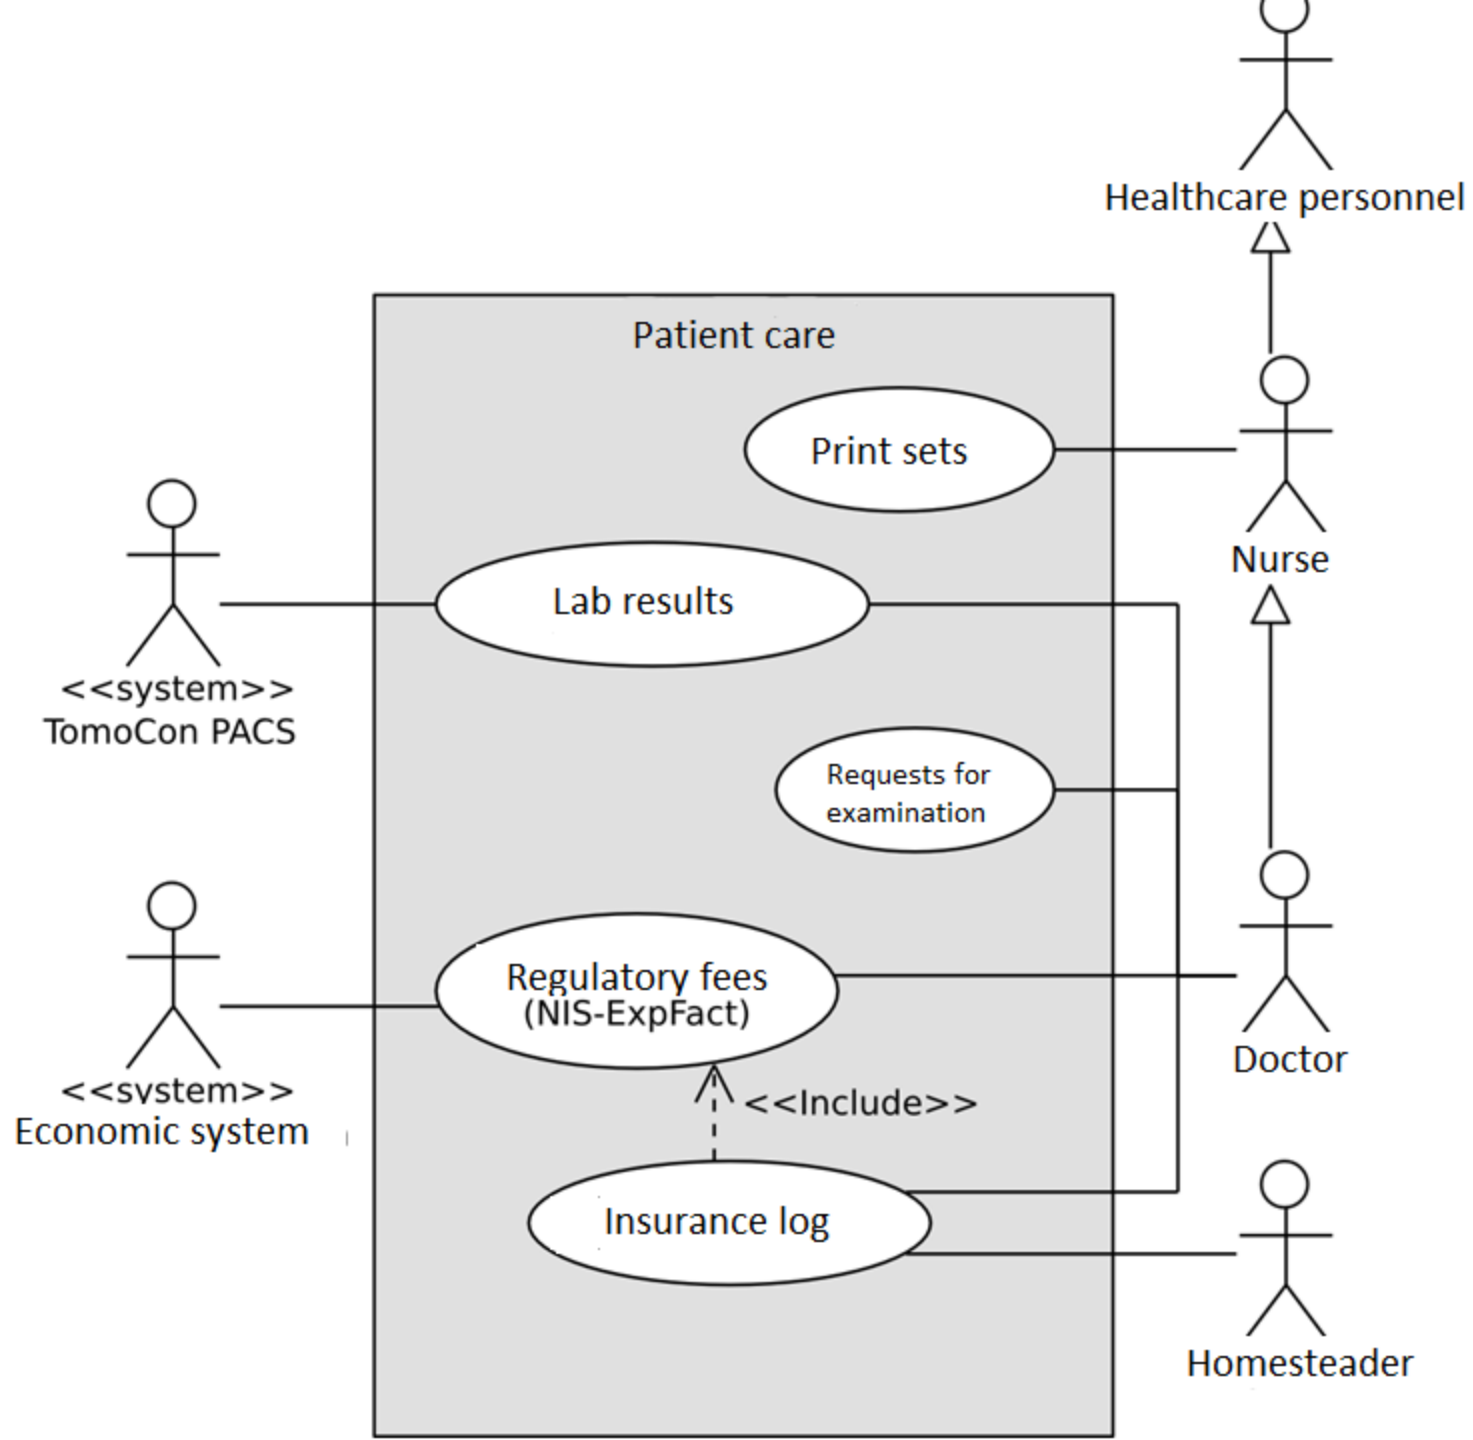 Healthcare personnel
Patient care
Print sets
Nurse
Lab results
<<system>>
TomoCon PACS
Requests for
examination
Regulatory fees
(NIS-ExpFact)
Doctor
<<system>>
Economic system
<<Include>>
Insurance log
Homesteader